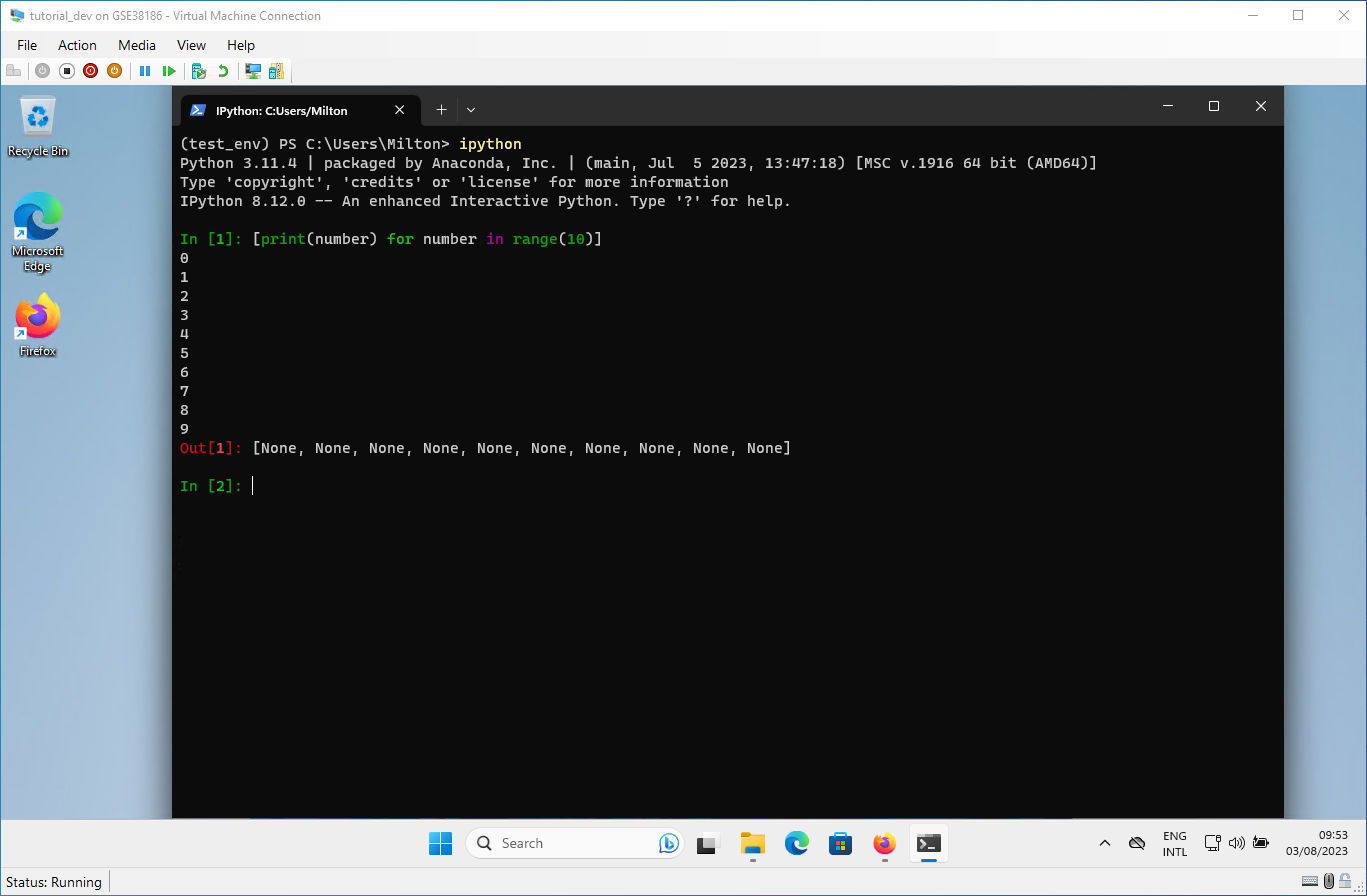 tutorial_dev on GSE38186 - Virtual Machine Connection
File Action Media View Help
Recycle Bin
Microsoft
Edge
Firefox
IPython: C:Users/Milton
(test_env) PS C:\Users\Milton> ipython
Python 3.11.4 | packaged by Anaconda, Inc. | (main, Jul  5 2023, 13:47:18) [MSC v.1916 64 bit (AMD64)]
Type 'copyright', 'credits' or 'license' for more information
IPython 8.12.0 -- An enhanced Interactive Python. Type '?' for help.
In [1]: [print(number) for number in range(10)]
0
1
2
3
4
5
6
7
8
9
Out[1]: [None, None, None, None, None, None, None, None, None, None]
In [2]:
Search
ENG
INTL
09:53
03/08/2023
Status: Running